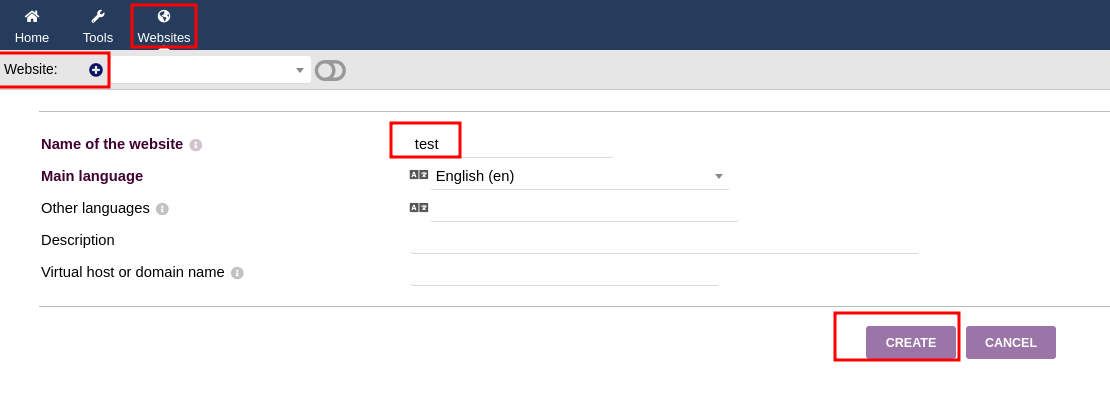 Home Tools Websites
Website:
Name of the website test
Main language English (en)
Other languages
Description
Virtual host or domain name
CREATE CANCEL